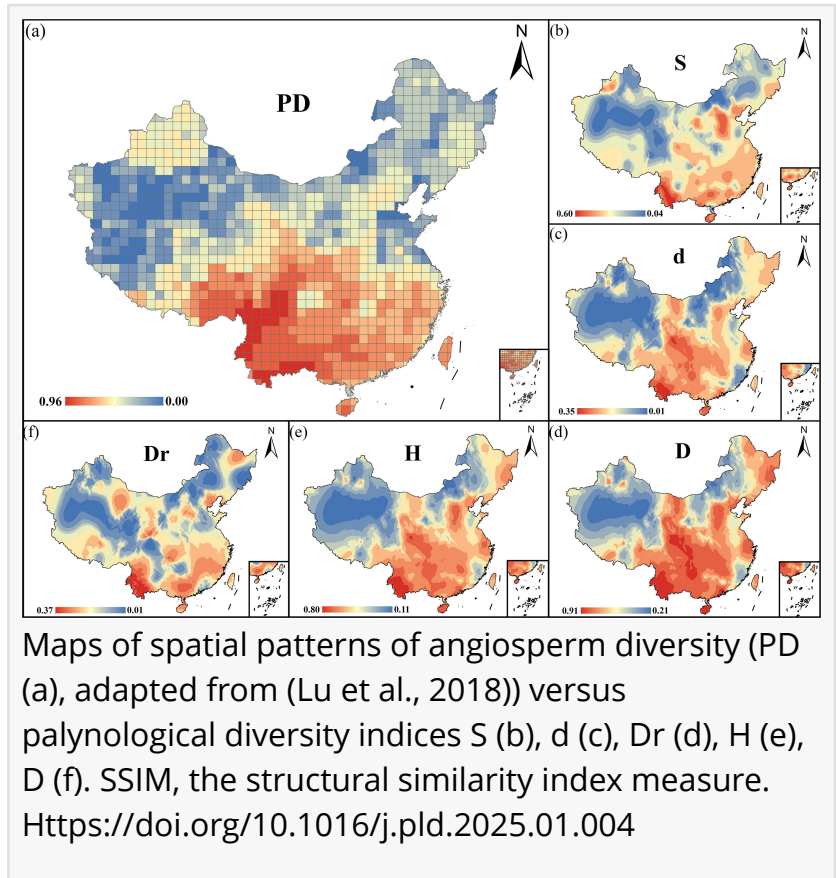 (a)
N
PD
0.96 0.00
(b)
N
S
0.60 0.04
(c)
N
d
0.35 0.01
(f)
N
Dr
0.37 0.01
(e)
N
H
0.80 0.11
(d)
N
D
0.91 0.21
Maps of spatial patterns of angiosperm diversity (PD
(a), adapted from (Lu et al., 2018)) versus
palynological diversity indices S (b), d (c), Dr (d), H (e),
D (f). SSIM, the structural similarity index measure.
Https://doi.org/10.1016/j.pld.2025.01.004